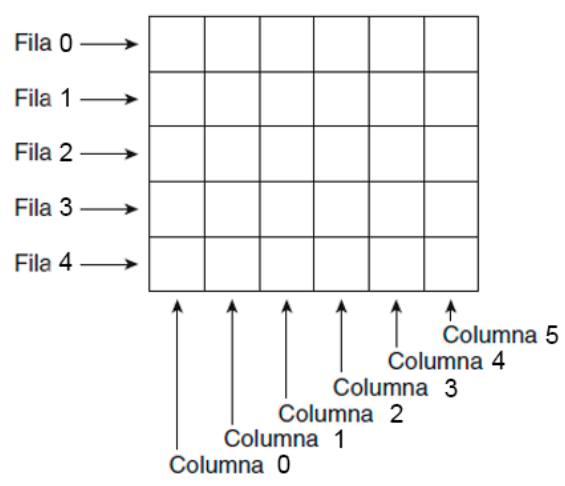 Fila 0
Fila 1
Fila 2
Fila 3
Fila 4
Columna 5
Columna 4
Columna 3
Columna 2
Columna 1
Columna 0